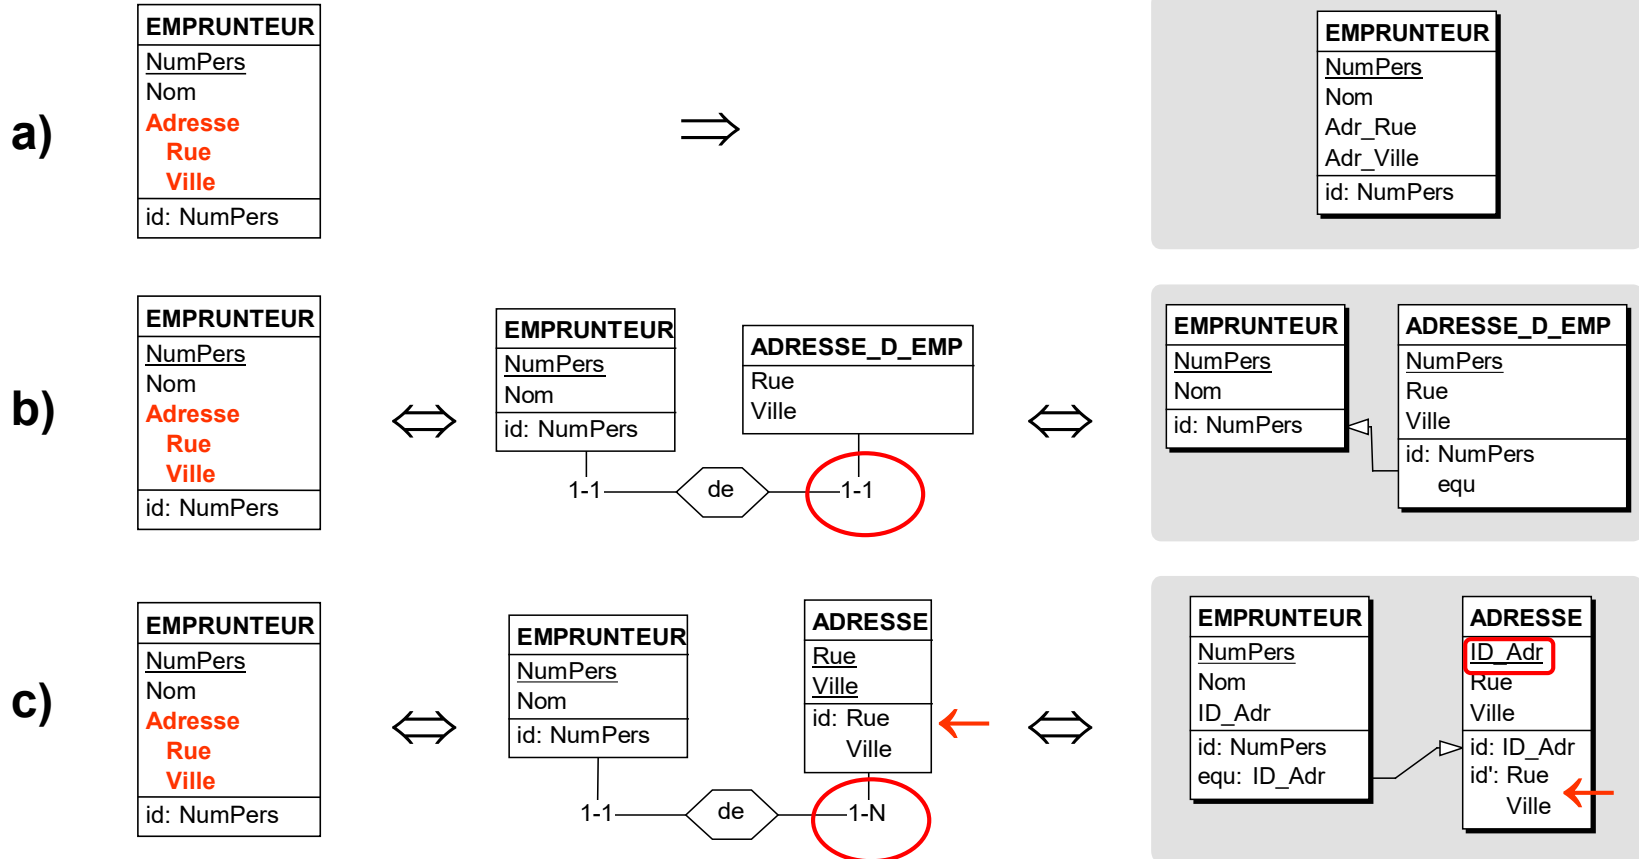 a)
EMPRUNTEUR
NumPers
Nom
Adresse
Rue
Ville
id: NumPers
⇒
EMPRUNTEUR
NumPers
Nom
Adr_Rue
Adr_Ville
id: NumPers
b)
EMPRUNTEUR
NumPers
Nom
Adresse
Rue
Ville
id: NumPers
⇔
EMPRUNTEUR
NumPers
Nom
id: NumPers
1-1
de
1-1
ADRESSE_D_EMP
Rue
Ville
⇔
EMPRUNTEUR
NumPers
Nom
id: NumPers
ADRESSE_D_EMP
NumPers
Rue
Ville
id: NumPers
equ
c)
EMPRUNTEUR
NumPers
Nom
Adresse
Rue
Ville
id: NumPers
⇔
EMPRUNTEUR
NumPers
Nom
id: NumPers
1-1
de
1-N
ADRESSE
Rue
Ville
id: Rue
Ville
⇔
EMPRUNTEUR
NumPers
Nom
ID_Adr
id: NumPers
equ: ID_Adr
ADRESSE
ID_Adr
Rue
Ville
id: ID_Adr
id': Rue
Ville